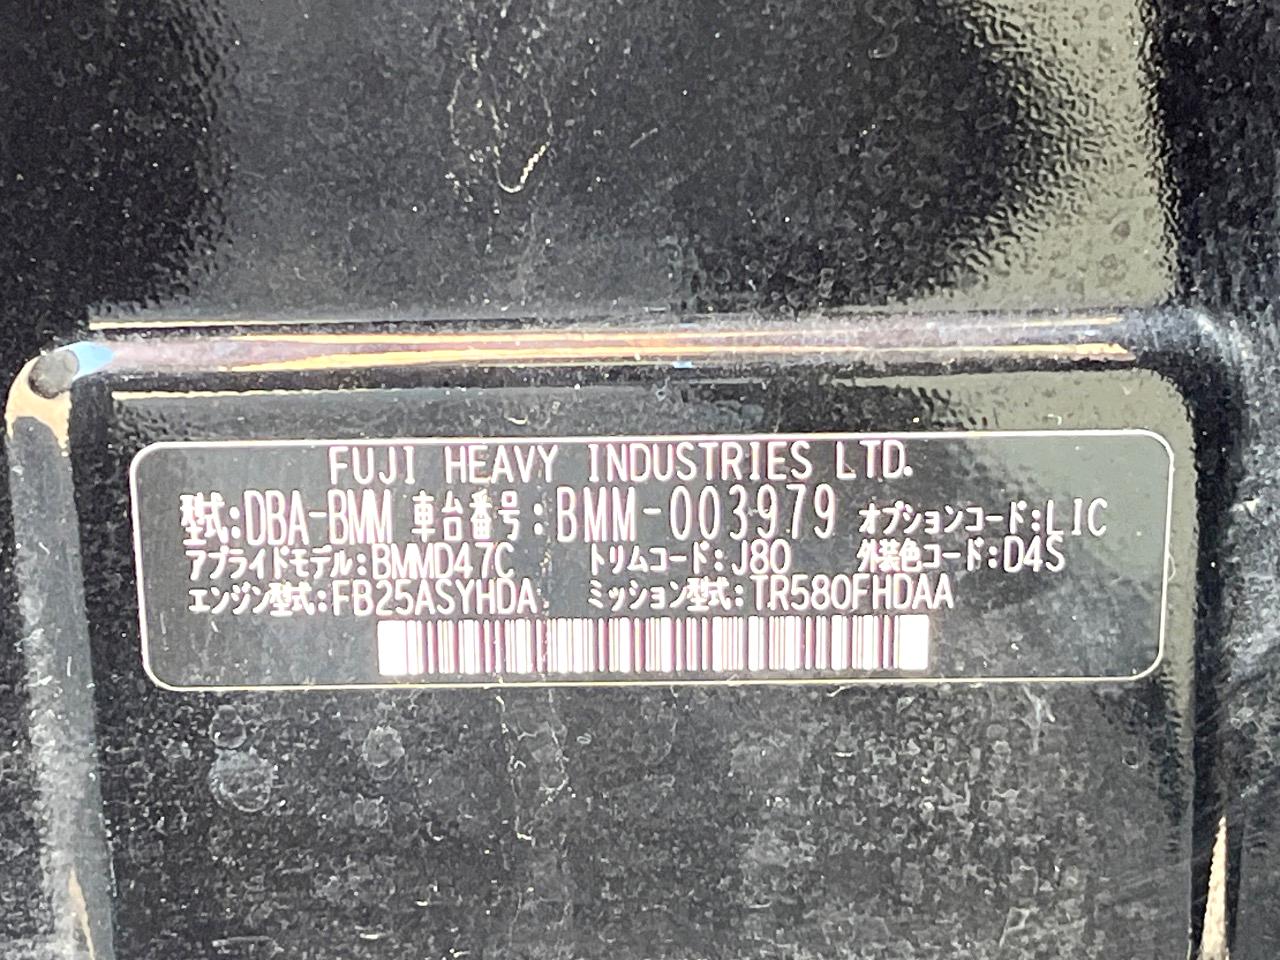 FUJI HEAVY INDUSTRIES LTD.
型式:DBA-BMM 車台番号:BMM-003979 オプションコード:LIC
アプライドモデル:BMMD47C トリムコード:J80 外装色コード:D4S
エンジン型式:FB25ASYHDA ミッション型式:TR580FHDAA